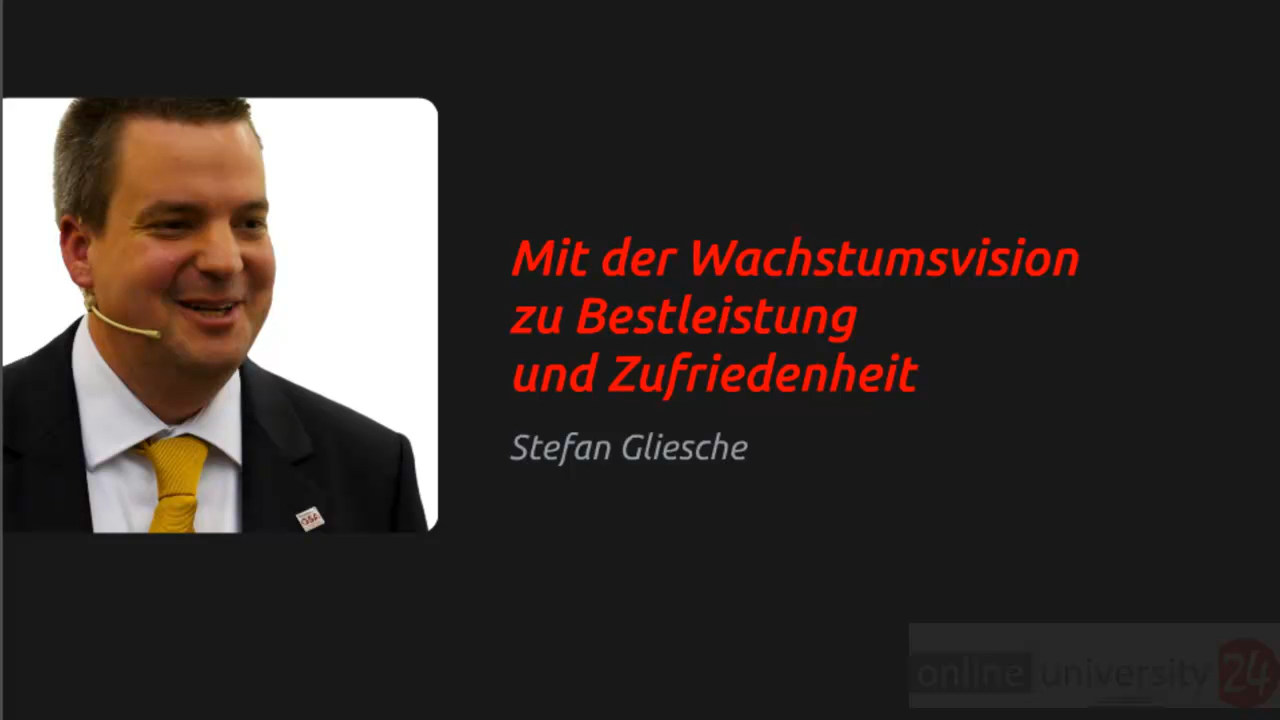 Mit der Wachstumsvision
zu Bestleistung
und Zufriedenheit
Stefan Gliesche
online university 24